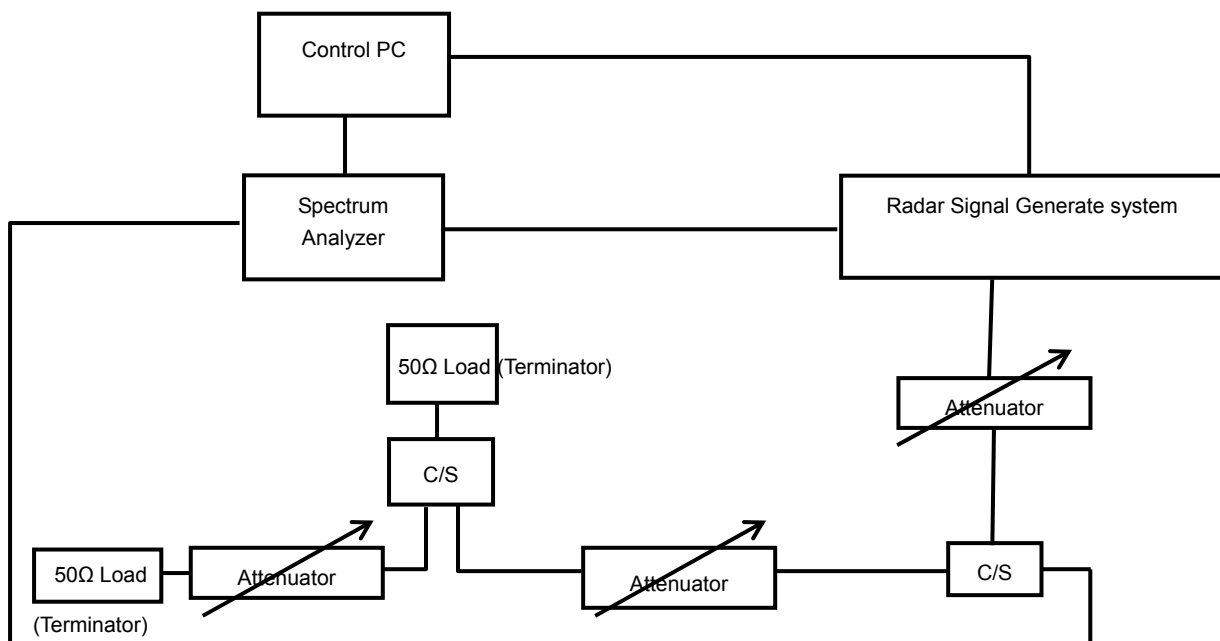 Control PC
Spectrum
Analyzer
Radar Signal Generate system
50Ω Load (Terminator)
Attenuator
C/S
50Ω Load
(Terminator)
Attenuator
Attenuator
C/S